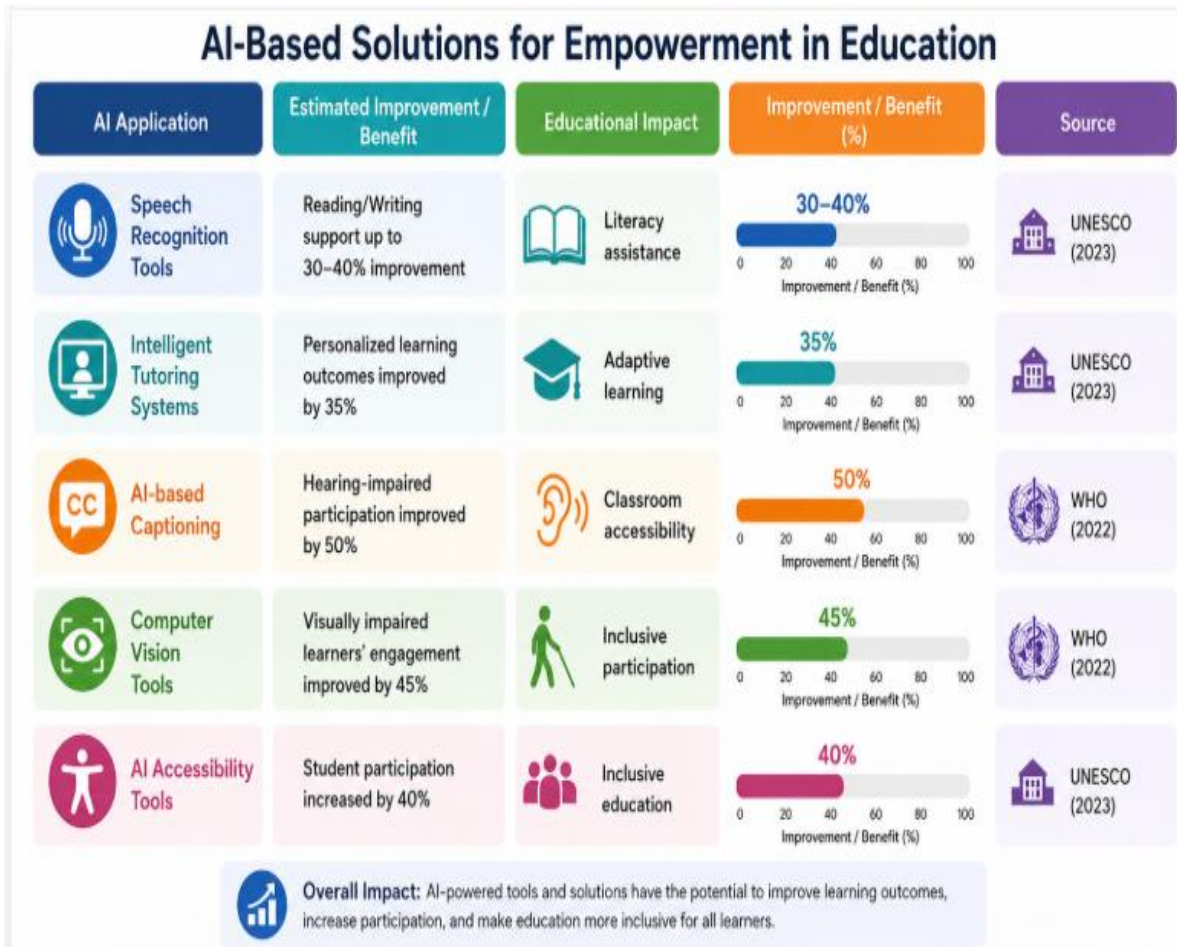 AI-Based Solutions for Empowerment in Education
AI Application
Estimated Improvement /
Benefit
Educational Impact
Improvement / Benefit
(%)
Source
Speech
Recognition
Tools
Reading/Writing
support up to
30–40% improvement
Literacy
assistance
30–40%
0 20 40 60 80 100
Improvement / Benefit (%)
UNESCO
(2023)
Intelligent
Tutoring
Systems
Personalized learning
outcomes improved
by 35%
Adaptive
learning
35%
0 20 40 60 80 100
Improvement / Benefit (%)
UNESCO
(2023)
CC
AI-based
Captioning
Hearing-impaired
participation improved
by 50%
Classroom
accessibility
50%
0 20 40 60 80 100
Improvement / Benefit (%)
WHO
(2022)
Computer
Vision
Tools
Visually impaired
learners' engagement
improved by 45%
Inclusive
participation
45%
0 20 40 60 80 100
Improvement / Benefit (%)
WHO
(2022)
AI Accessibility
Tools
Student participation
increased by 40%
Inclusive
education
40%
0 20 40 60 80 100
Improvement / Benefit (%)
UNESCO
(2023)
Overall Impact: AI-powered tools and solutions have the potential to improve learning outcomes,
increase participation, and make education more inclusive for all learners.